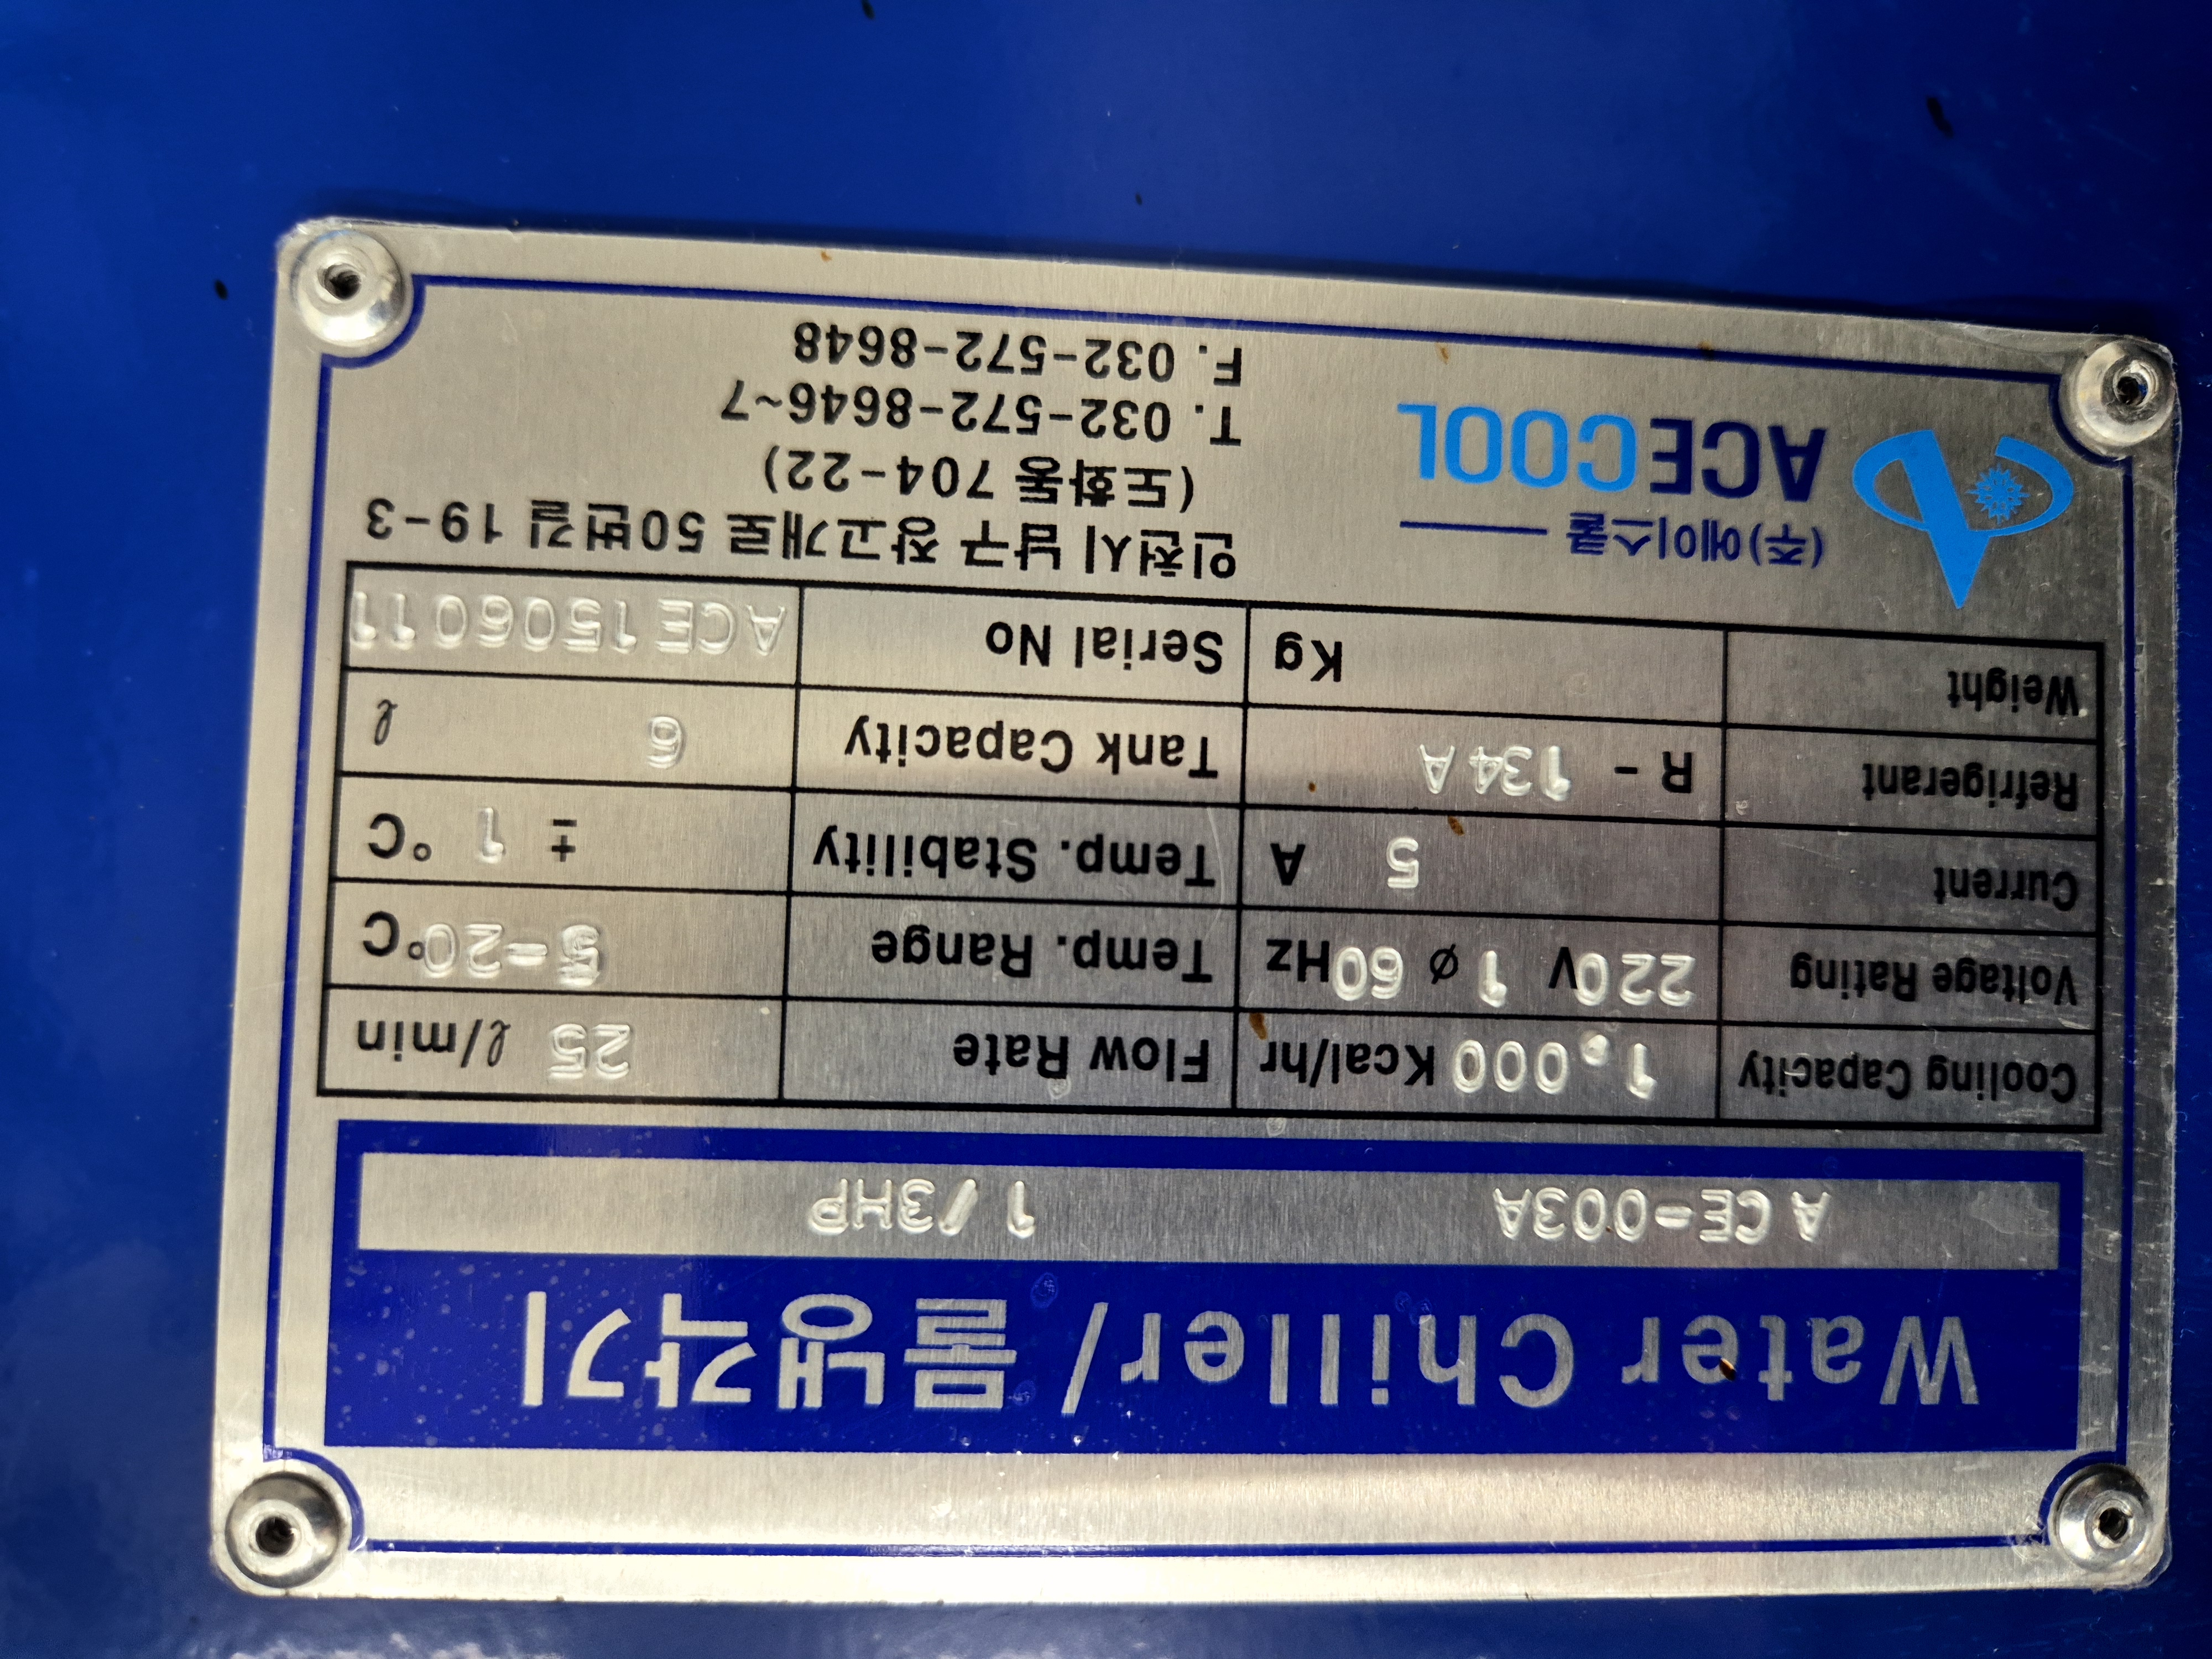 Water Chiller / 물냉각기
ACE-003A 1/3HP
Cooling Capacity 1.000 Kcal/hr Flow Rate 25 ℓ/min
Voltage Rating 220V 1 ø 60Hz Temp. Range 5-20°C
Current 5 A Temp. Stability ± 1 °C
Refrigerant R - 134A Tank Capacity 6 ℓ
Weight Kg Serial No ACE1506011
(주)에이스쿨
ACECOOL
인천시 남구 장고개로 50번길 19-3
(도화동 704-22)
T. 032-572-8646~7
F. 032-572-8648